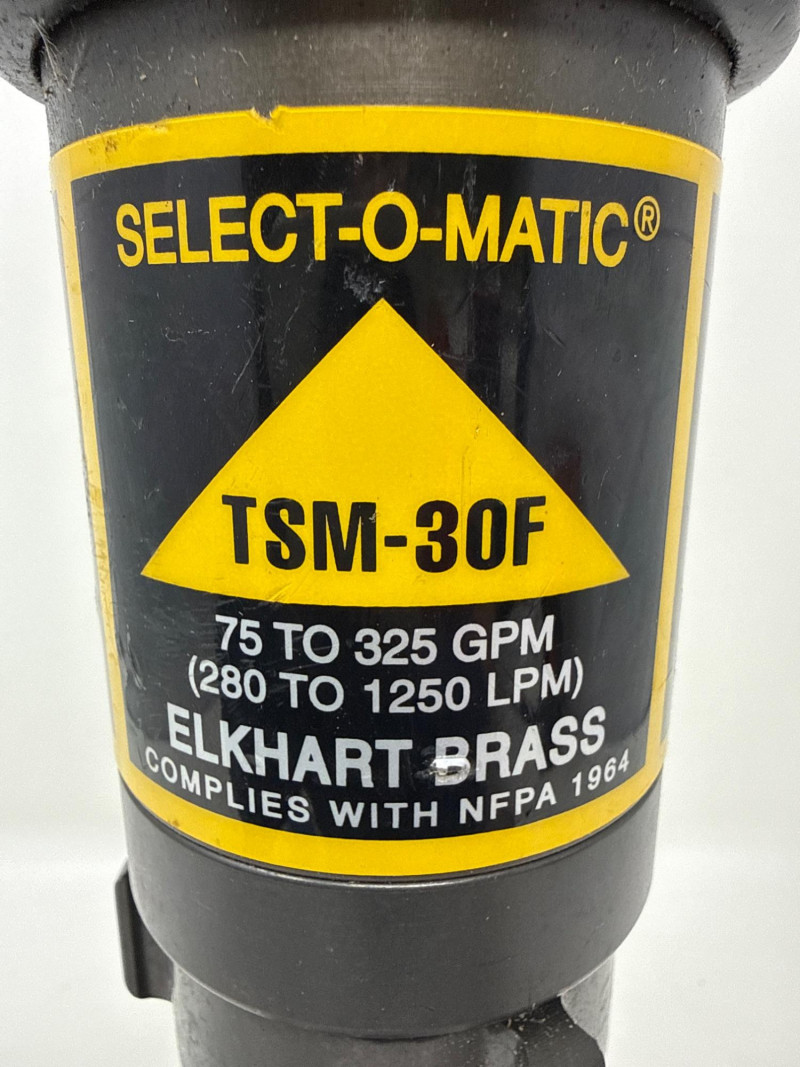 SELECT-O-MATIC®
TSM-30F
75 TO 325 GPM
(280 TO 1250 LPM)
ELKHART BRASS
COMPLIES WITH NFPA 1964